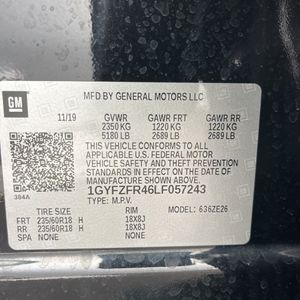 GM
MFD BY GENERAL MOTORS LLC
11/19 GVWR GAWR FRT GAWR RR
2350 KG 1220 KG 1220 KG
5180 LB 2689 LB 2689 LB
THIS VEHICLE CONFORMS TO ALL APPLICABLE
U.S. FEDERAL MOTOR
VEHICLE SAFETY AND THEFT PREVENTION
STANDARDS IN EFFECT ON THE DATE OF
MANUFACTURE SHOWN ABOVE.
384A 1GYFZFR46LF057243
TYPE: M.P.V. MODEL: 6362E26
TIRE SIZE RIM
FRT 235/60R18 H 18X8J
RR 235/60R18 H 18X8J
SPA NONE NONE